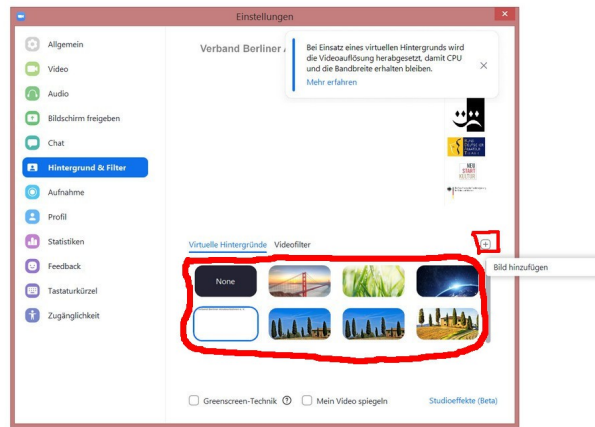 Einstellungen
Allgemein
Video
Audio
Bildschirm freigeben
Chat
Hintergrund & Filter
Aufnahme
Profil
Statistiken
Feedback
Tastaturkürzel
Zugänglichkeit
Verband Berliner
Bei Einsatz eines virtuellen Hintergrunds wird
die Videoauflösung herabgesetzt, damit CPU
und die Bandbreite erhalten bleiben.
Mehr erfahren
NEU
START
KULTUR
Virtuelle Hintergründe Videofilter
Bild hinzufügen
None
Greenscreen-Technik
Mein Video spiegeln
Studioeffekte (Beta)